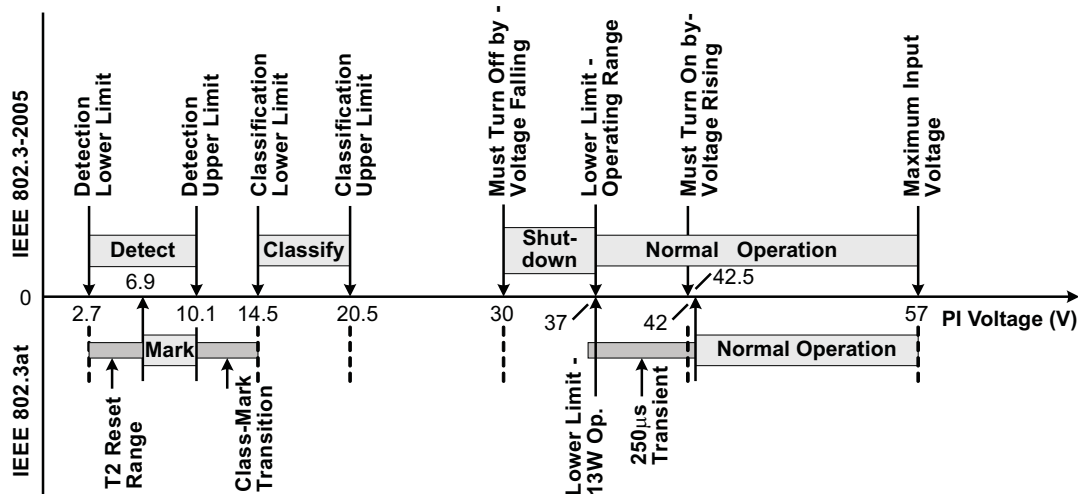 IEEE 802.3-2005
Detection
Lower Limit
Detection
Upper Limit
Classification
Lower Limit
Classification
Upper Limit
Must Turn Off by -
Voltage Falling
Lower Limit -
Operating Range
Must Turn On by-
Voltage Rising
Maximum Input
Voltage
Detect
Classify
Shut-
down
Normal Operation
6.9
42.5
0
2.7
10.1
14.5
20.5
30
37
42
57
PI Voltage (V)
IEEE 802.3at
Mark
Normal Operation
T2 Reset
Range
Class-Mark
Transition
Lower Limit -
13W Op.
250µs
Transient